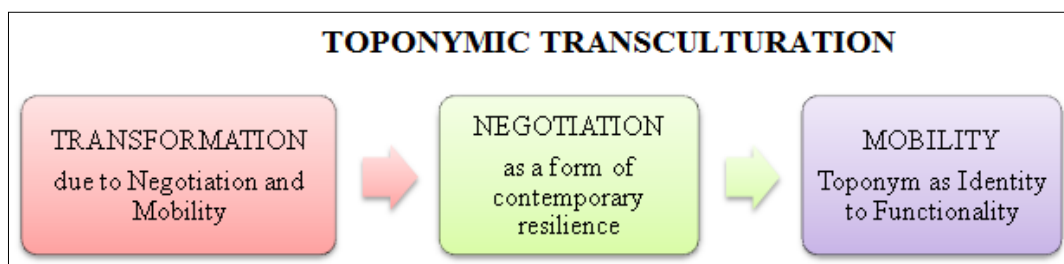 TOPONYMIC TRANSCULTURATION
TRANSFORMATION
due to Negotiation and
Mobility
NEGOTIATION
as a form of
contemporary
resilience
MOBILITY
Toponym as Identity
to Functionality